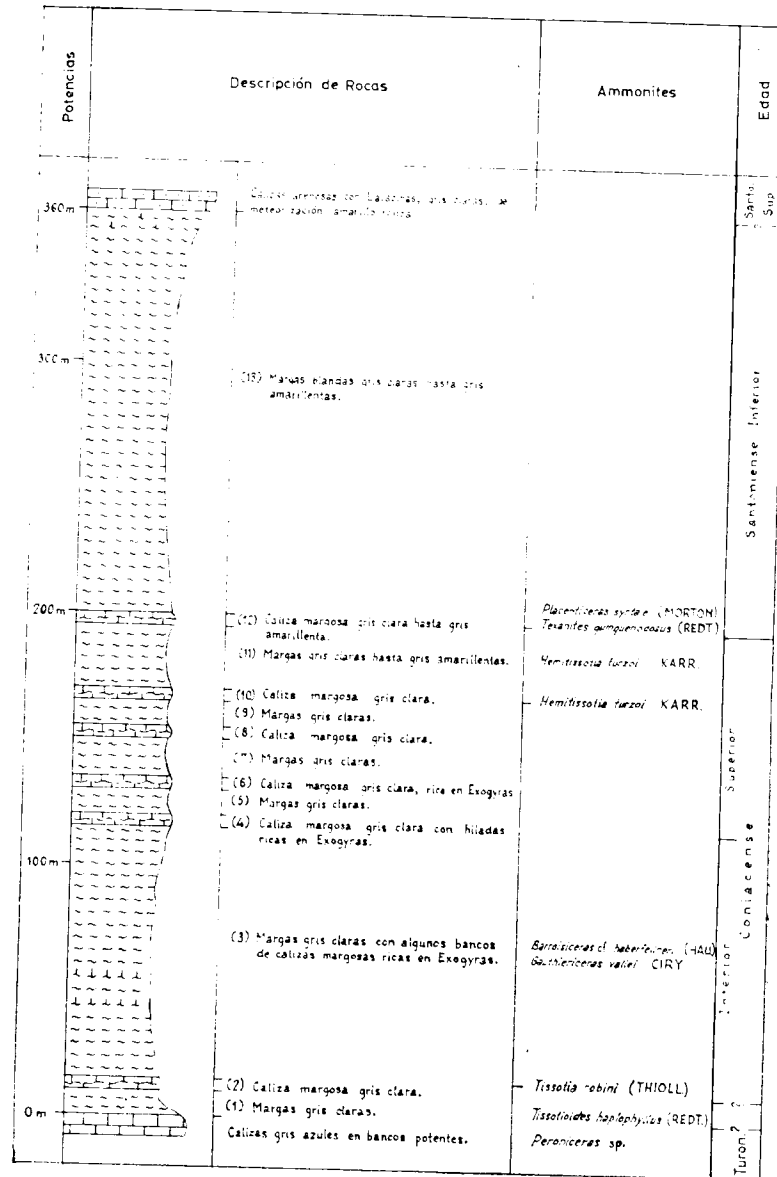 Potencias
Descripción de Rocas
Ammonites
Edad
Calizas arenosas con Lacazinas, gris claras, de
meteorización amarillo rojiza.
360m
Santo.
Sup.
?
300m
(13) Margas blandas gris claras hasta gris
amarillentas.
Santoniense Inferior
200m
(12) Caliza margosa gris clara hasta gris
amarillenta.
Placenticeras syrtale (MORTON)
Texanites quinquenodosus (REDT.)
(11) Margas gris claras hasta gris amarillentas.
Hemitissotia turzoi KARR.
(10) Caliza margosa gris clara.
Hemitissotia turzoi KARR.
(9) Margas gris claras.
(8) Caliza margosa gris clara.
(7) Margas gris claras.
(6) Caliza margosa gris clara, rica en Exogyras
(5) Margas gris claras.
(4) Caliza margosa gris clara con hiladas
ricas en Exogyras.
Superior
100m
Coniacense
(3) Margas gris claras con algunos bancos
de calizas margosas ricas en Exogyras.
Barroisiceras cf. haberfellneri (HAU)
Gauthiericeras vallei CIRY
Inferior
(2) Caliza margosa gris clara.
Tissotia robini (THIOLL.)
0m
(1) Margas gris claras.
Tissotioides haplophyllus (REDT.)
?
Calizas gris azules en bancos potentes.
Peroniceras sp.
Turon.?